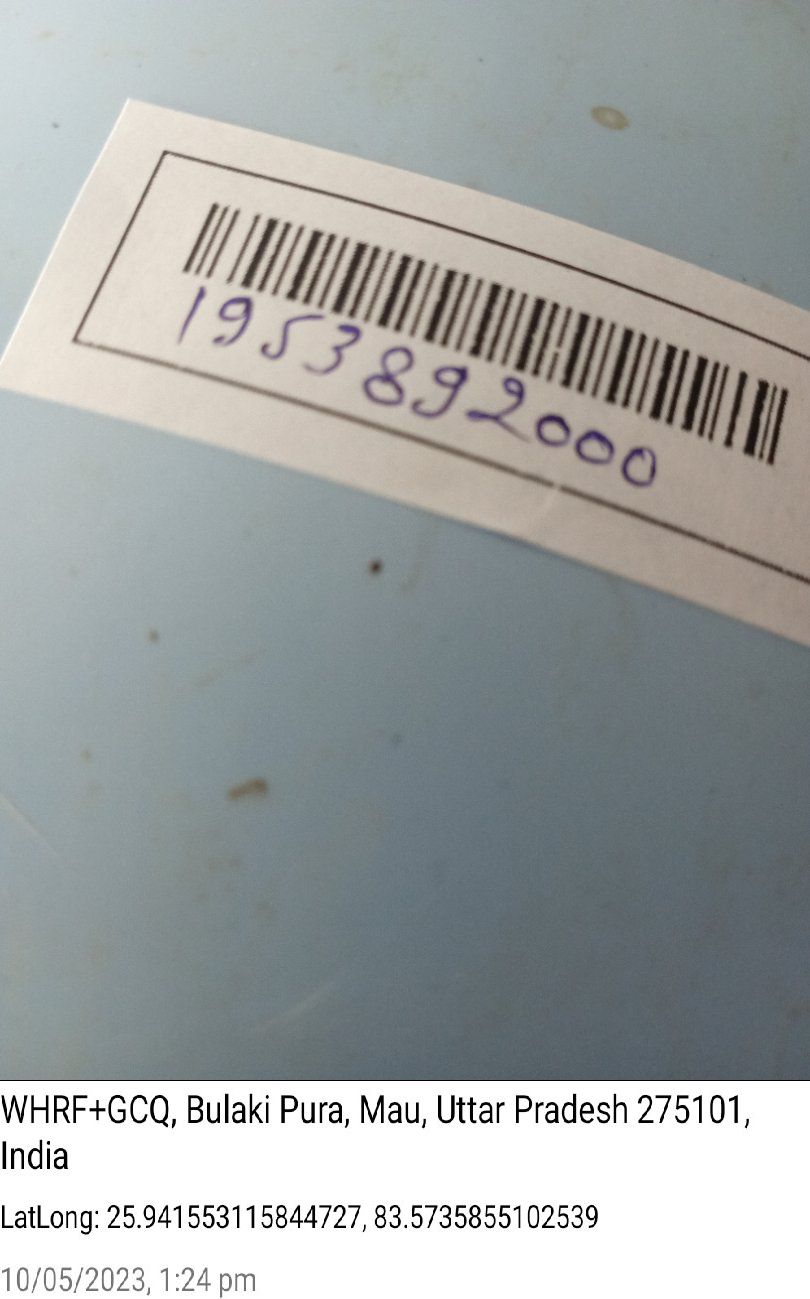 1953892000
WHRF+GCQ, Bulaki Pura, Mau, Uttar Pradesh 275101,
India
LatLong: 25.941553115844727, 83.5735855102539
10/05/2023, 1:24 pm